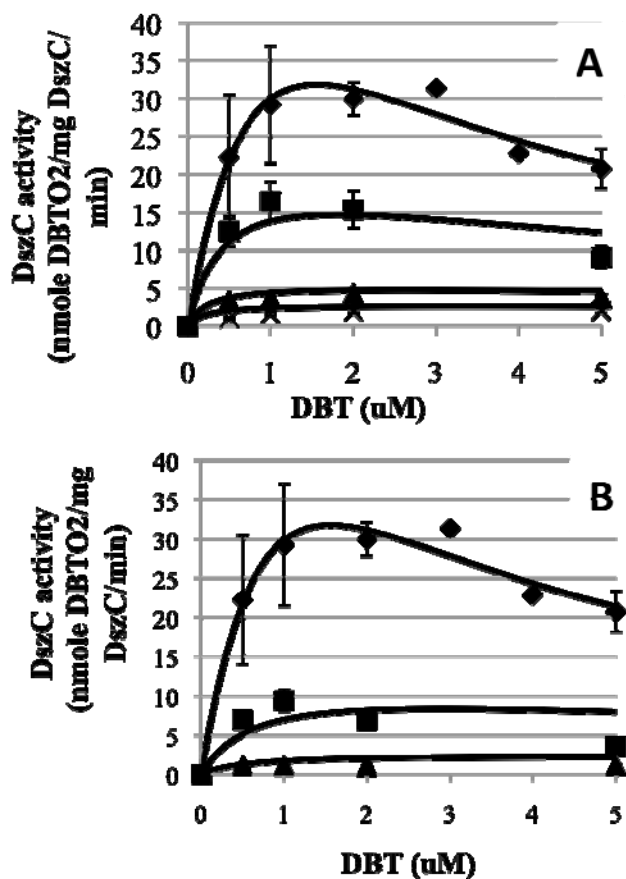 A
DszC activity
(nmole DBTO2/mg DszC/
min)
40
35
30
25
20
15
10
5
0
0 1 2 3 4 5
DBT (uM)
B
DszC activity
(nmole DBTO2/mg
DszC/min)
40
35
30
25
20
15
10
5
0
0 1 2 3 4 5
DBT (uM)